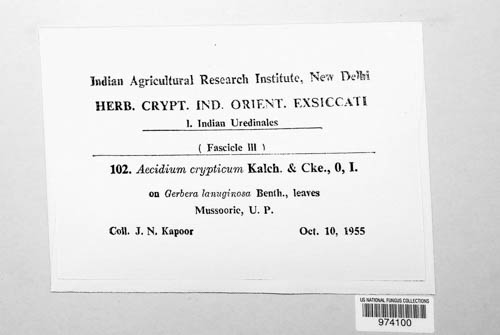 Indian Agricultural Research Institute, New Delhi
HERB. CRYPT. IND. ORIENT. EXSICCATI
1. Indian Uredinales
( Fascicle III )
102. Aecidium crypticum Kalch. & Cke., 0, I.
on Gerbera lanuginosa Benth., leaves
Mussoorie, U. P.
Coll. J. N. Kapoor Oct. 10, 1955
US NATIONAL FUNGUS COLLECTIONS
974100